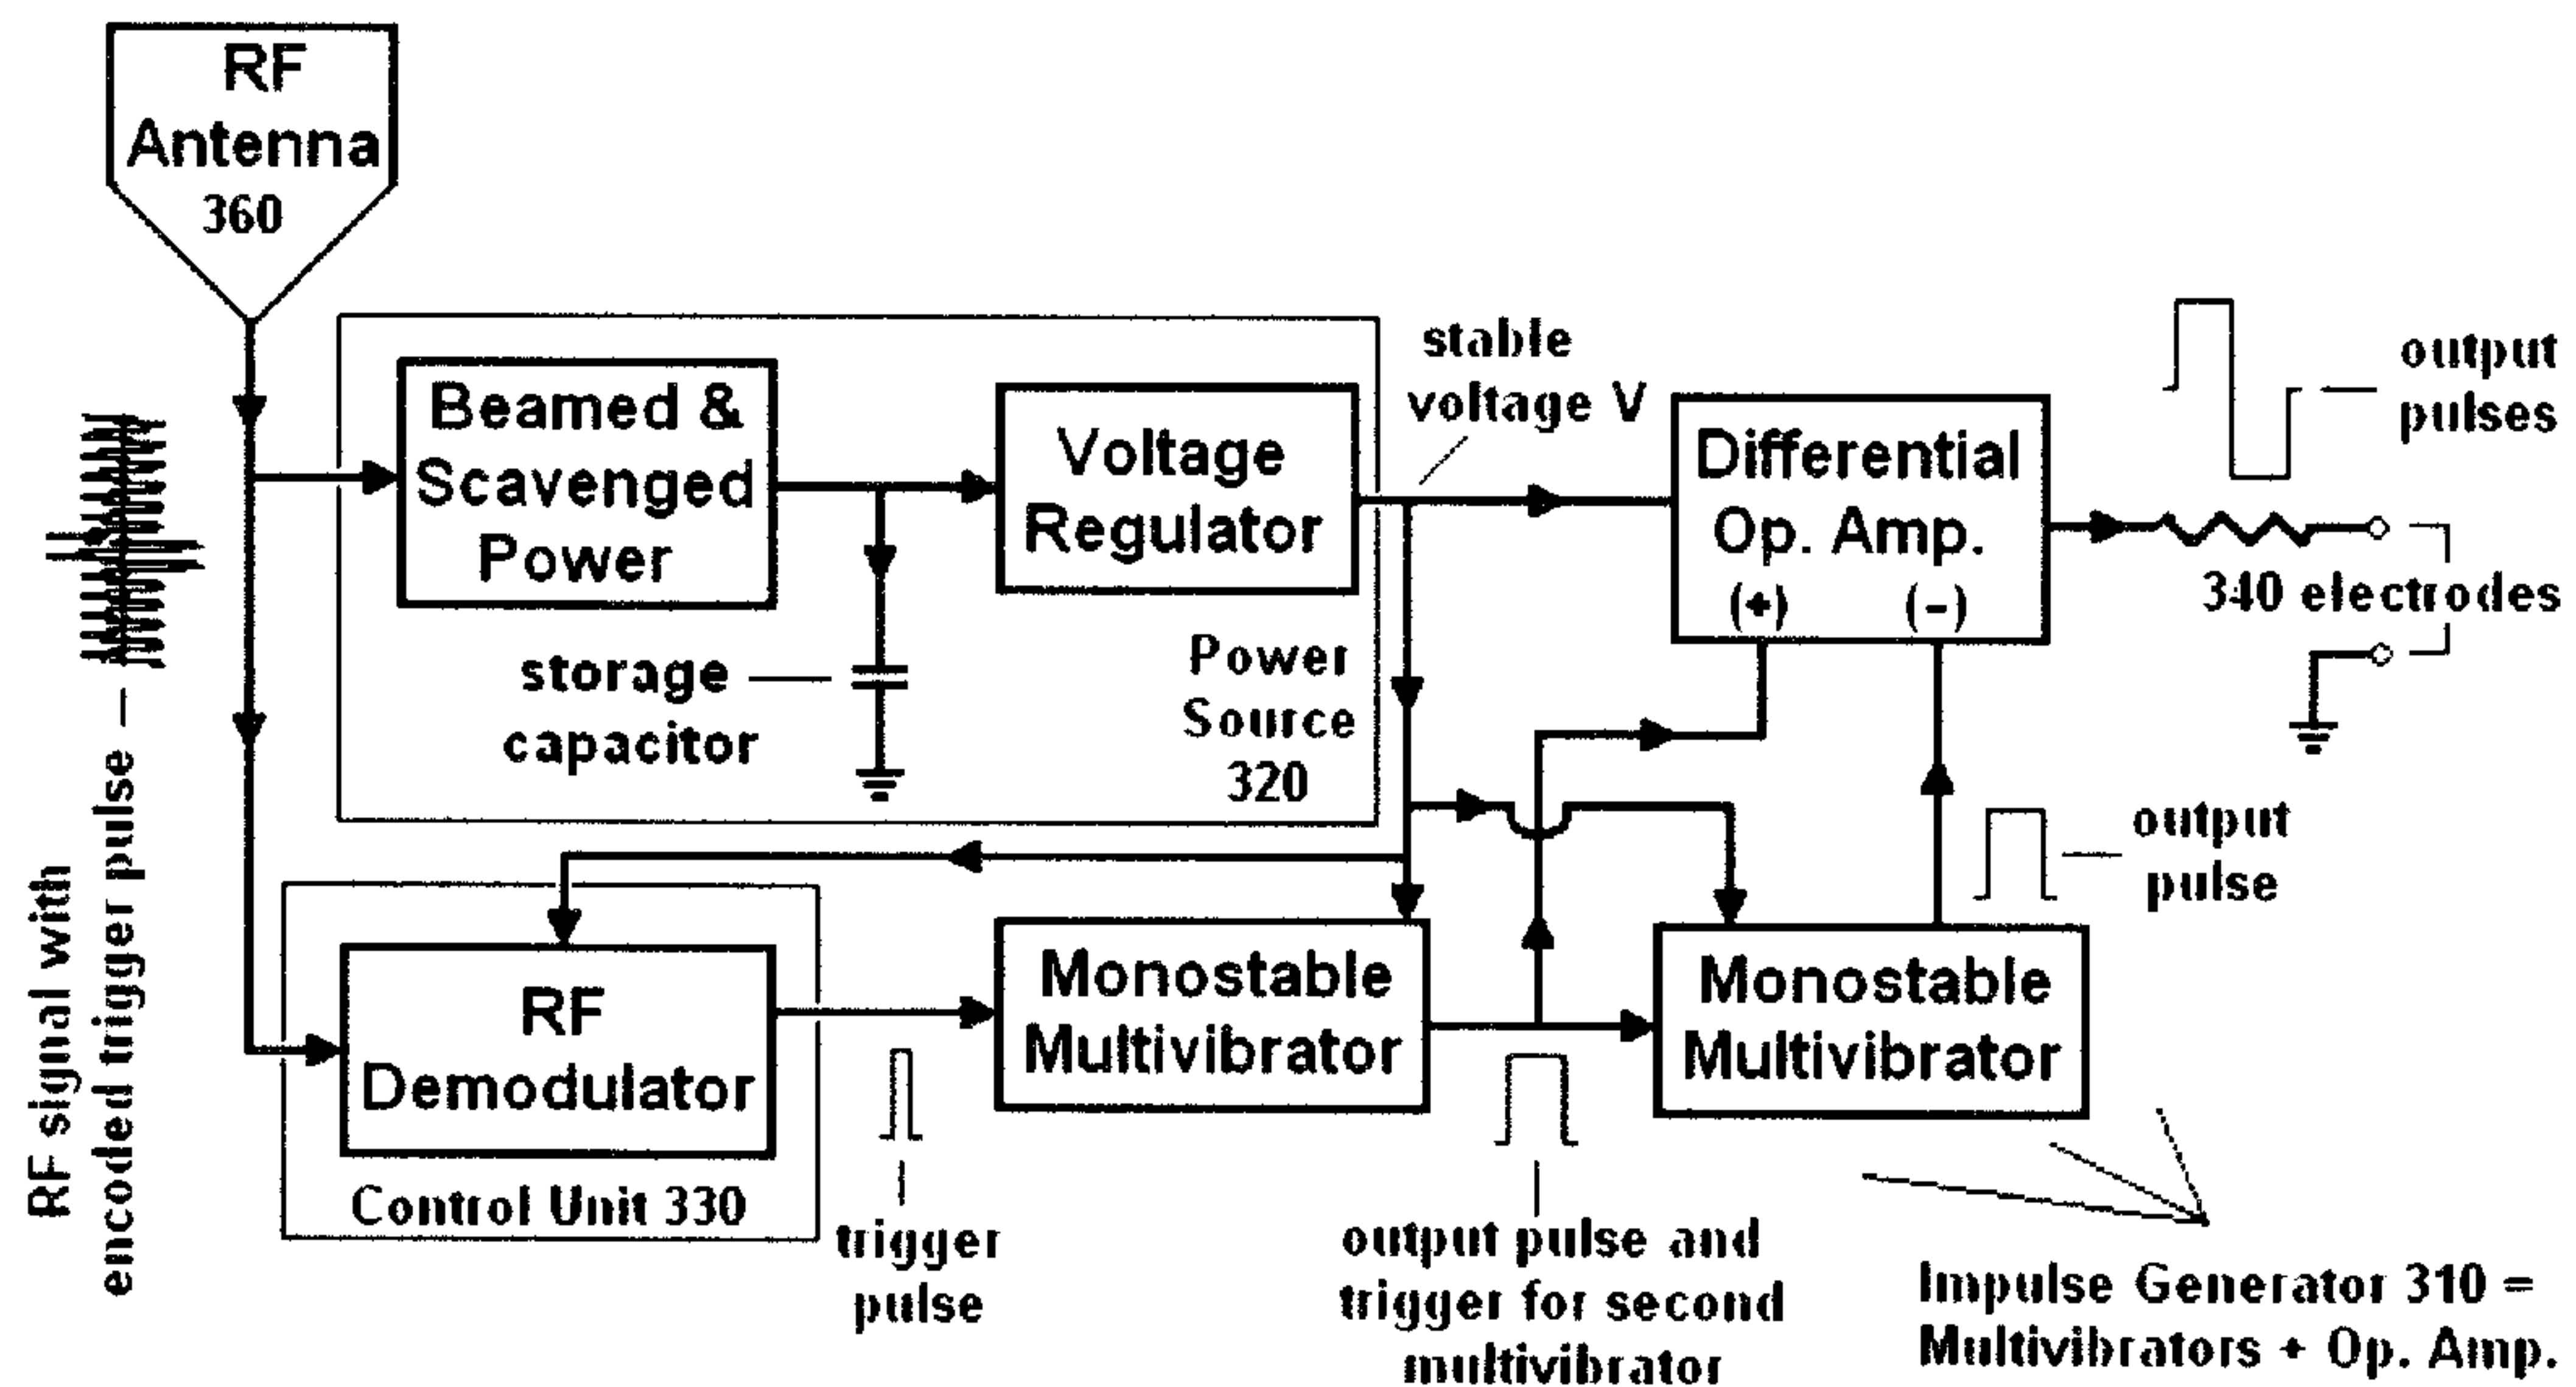 RF
Antenna
360
Beamed &
Scavenged
Power
Voltage
Regulator
stable
voltage V
Differential
Op. Amp.
(+) (-)
output
pulses
340 electrodes
storage
capacitor
Power
Source
320
RF signal with
encoded trigger pulse
output
pulse
RF
Demodulator
Control Unit 330
trigger
pulse
Monostable
Multivibrator
output pulse and
trigger for second
multivibrator
Monostable
Multivibrator
Impulse Generator 310 =
Multivibrators + Op. Amp.